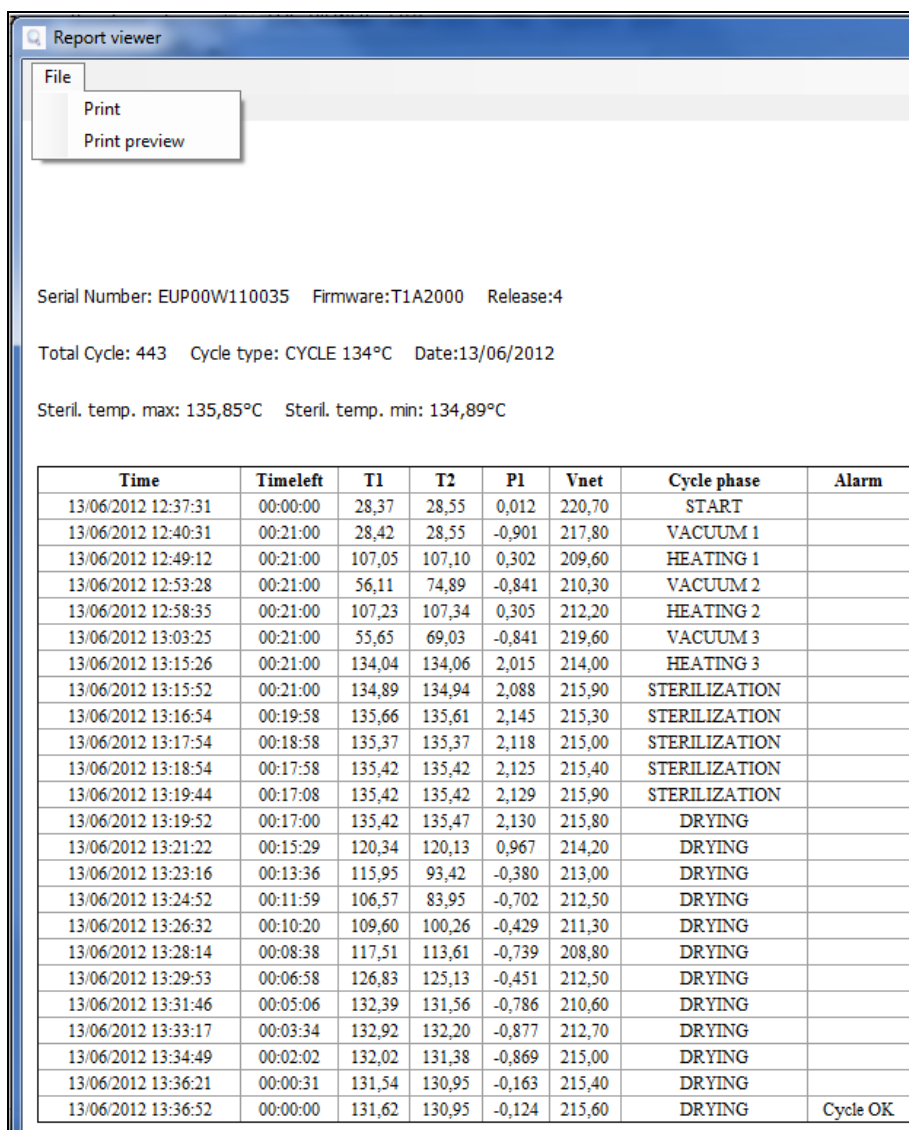 Report viewer
File
Print
Print preview
Serial Number: EUP00W110035 Firmware:T1A2000 Release:4
Total Cycle: 443 Cycle type: CYCLE 134°C Date:13/06/2012
Steril. temp. max: 135,85°C Steril. temp. min: 134,89°C
Time Timeleft T1 T2 P1 Vnet Cycle phase Alarm
13/06/2012 12:37:31 00:00:00 28,37 28,55 0,012 220,70 START
13/06/2012 12:40:31 00:21:00 28,42 28,55 -0,901 217,80 VACUUM 1
13/06/2012 12:49:12 00:21:00 107,05 107,10 0,302 209,60 HEATING 1
13/06/2012 12:53:28 00:21:00 56,11 74,89 -0,841 210,30 VACUUM 2
13/06/2012 12:58:35 00:21:00 107,23 107,34 0,305 212,20 HEATING 2
13/06/2012 13:03:25 00:21:00 55,65 69,03 -0,841 219,60 VACUUM 3
13/06/2012 13:15:26 00:21:00 134,04 134,06 2,015 214,00 HEATING 3
13/06/2012 13:15:52 00:21:00 134,89 134,94 2,088 215,90 STERILIZATION
13/06/2012 13:16:54 00:19:58 135,66 135,61 2,145 215,30 STERILIZATION
13/06/2012 13:17:54 00:18:58 135,37 135,37 2,118 215,00 STERILIZATION
13/06/2012 13:18:54 00:17:58 135,42 135,42 2,125 215,40 STERILIZATION
13/06/2012 13:19:44 00:17:08 135,42 135,42 2,129 215,90 STERILIZATION
13/06/2012 13:19:52 00:17:00 135,42 135,47 2,130 215,80 DRYING
13/06/2012 13:21:22 00:15:29 120,34 120,13 0,967 214,20 DRYING
13/06/2012 13:23:16 00:13:36 115,95 93,42 -0,380 213,00 DRYING
13/06/2012 13:24:52 00:11:59 106,57 83,95 -0,702 212,50 DRYING
13/06/2012 13:26:32 00:10:20 109,60 100,26 -0,429 211,30 DRYING
13/06/2012 13:28:14 00:08:38 117,51 113,61 -0,739 208,80 DRYING
13/06/2012 13:29:53 00:06:58 126,83 125,13 -0,451 212,50 DRYING
13/06/2012 13:31:46 00:05:06 132,39 131,56 -0,786 210,60 DRYING
13/06/2012 13:33:17 00:03:34 132,92 132,20 -0,877 212,70 DRYING
13/06/2012 13:34:49 00:02:02 132,02 131,38 -0,869 215,00 DRYING
13/06/2012 13:36:21 00:00:31 131,54 130,95 -0,163 215,40 DRYING
13/06/2012 13:36:52 00:00:00 131,62 130,95 -0,124 215,60 DRYING Cycle OK